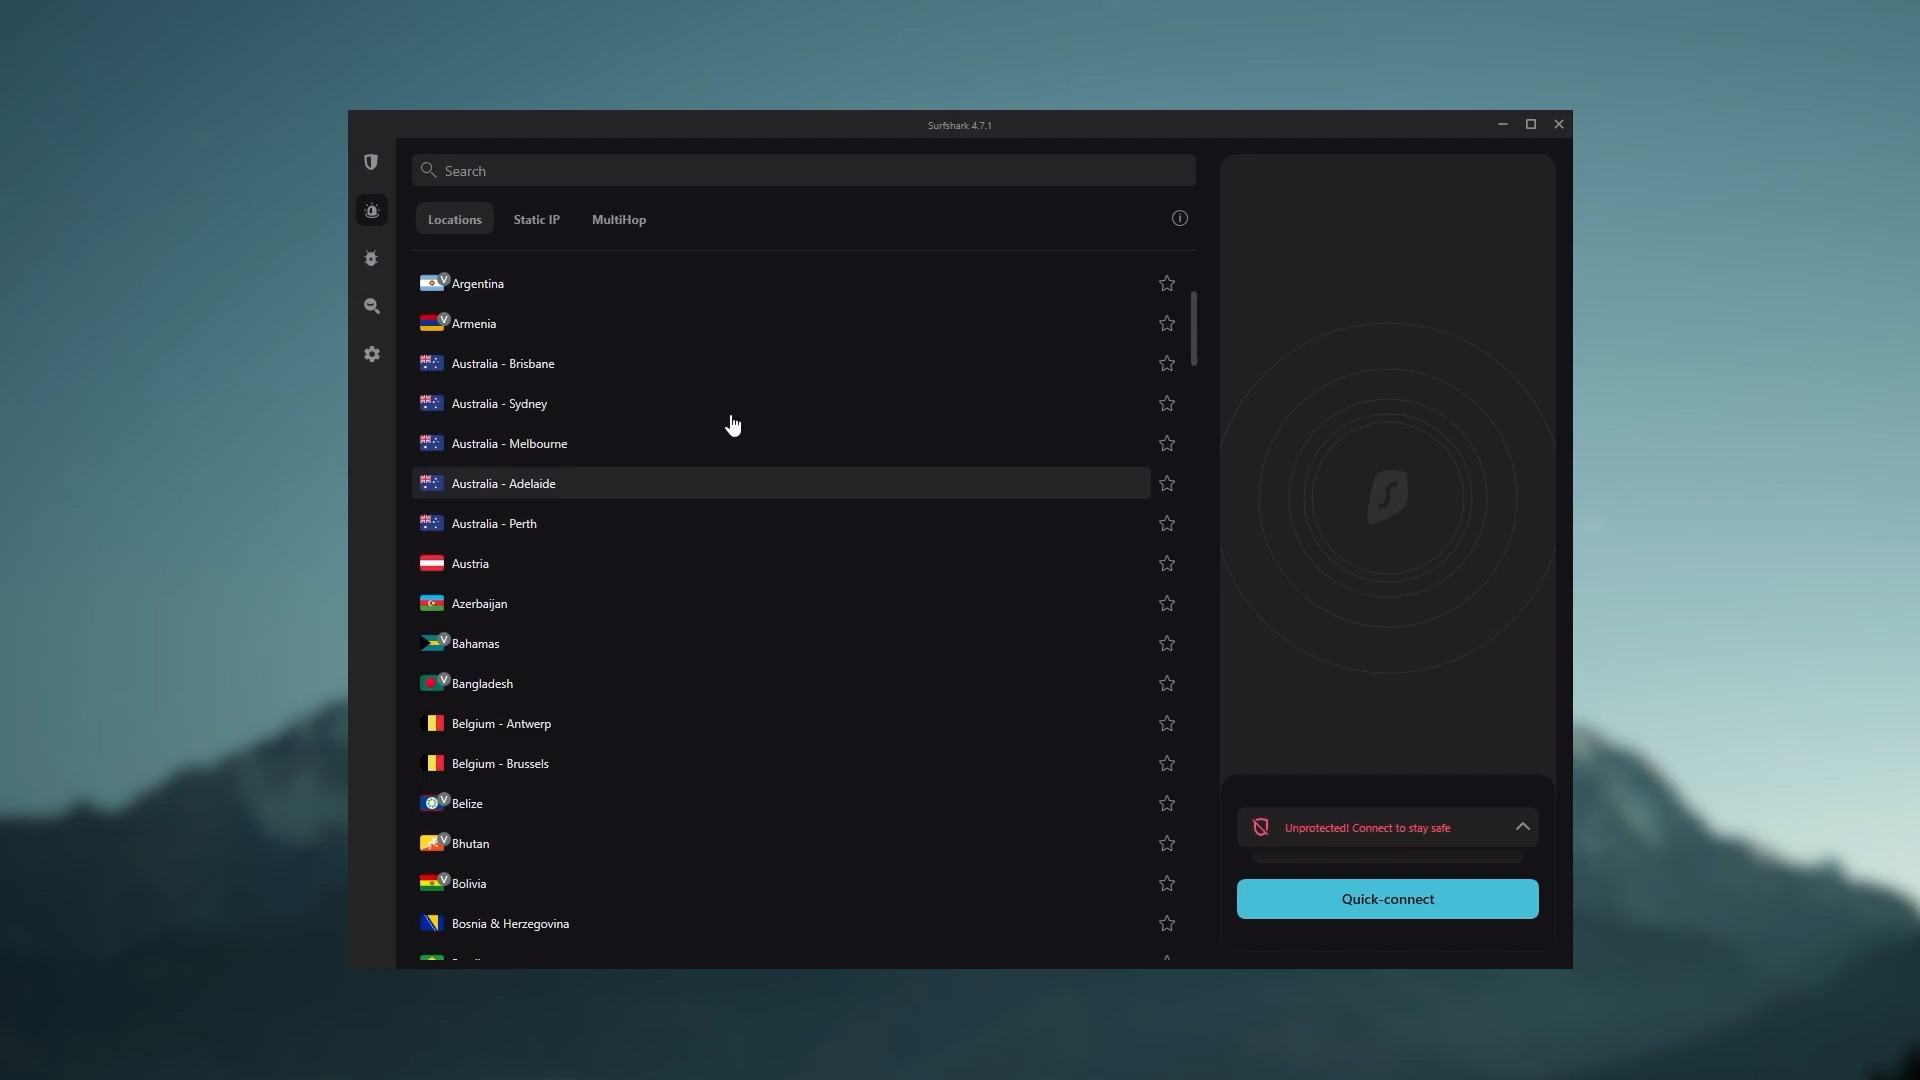 Surfshark 4.7.1
Search
Locations
Static IP
MultiHop
V
Argentina
V
Armenia
Australia - Brisbane
Australia - Sydney
Australia - Melbourne
Australia - Adelaide
Australia - Perth
Austria
Azerbaijan
V
Bahamas
V
Bangladesh
Belgium - Antwerp
Belgium - Brussels
V
Belize
V
Bhutan
V
Bolivia
Bosnia & Herzegovina
Unprotected! Connect to stay safe
Quick-connect